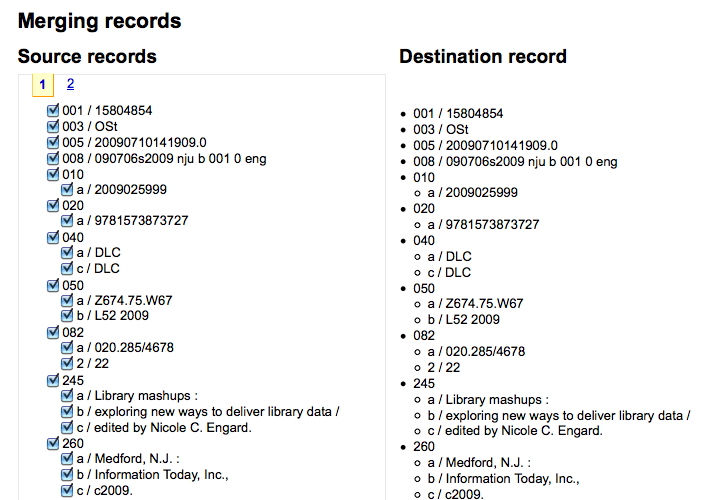 Merging records
Source records
1 2
001 / 15804854
003 / OSt
005 / 20090710141909.0
008 / 090706s2009 nju b 001 0 eng
010
a / 2009025999
020
a / 9781573873727
040
a / DLC
c / DLC
050
a / Z674.75.W67
b / L52 2009
082
a / 020.285/4678
2 / 22
245
a / Library mashups :
b / exploring new ways to deliver library data /
c / edited by Nicole C. Engard.
260
a / Medford, N.J. :
b / Information Today, Inc.,
c / c2009.
Destination record
001 / 15804854
003 / OSt
005 / 20090710141909.0
008 / 090706s2009 nju b 001 0 eng
010
a / 2009025999
020
a / 9781573873727
040
a / DLC
c / DLC
050
a / Z674.75.W67
b / L52 2009
082
a / 020.285/4678
2 / 22
245
a / Library mashups :
b / exploring new ways to deliver library data /
c / edited by Nicole C. Engard.
260
a / Medford, N.J. :
b / Information Today, Inc.,
c / c2009.